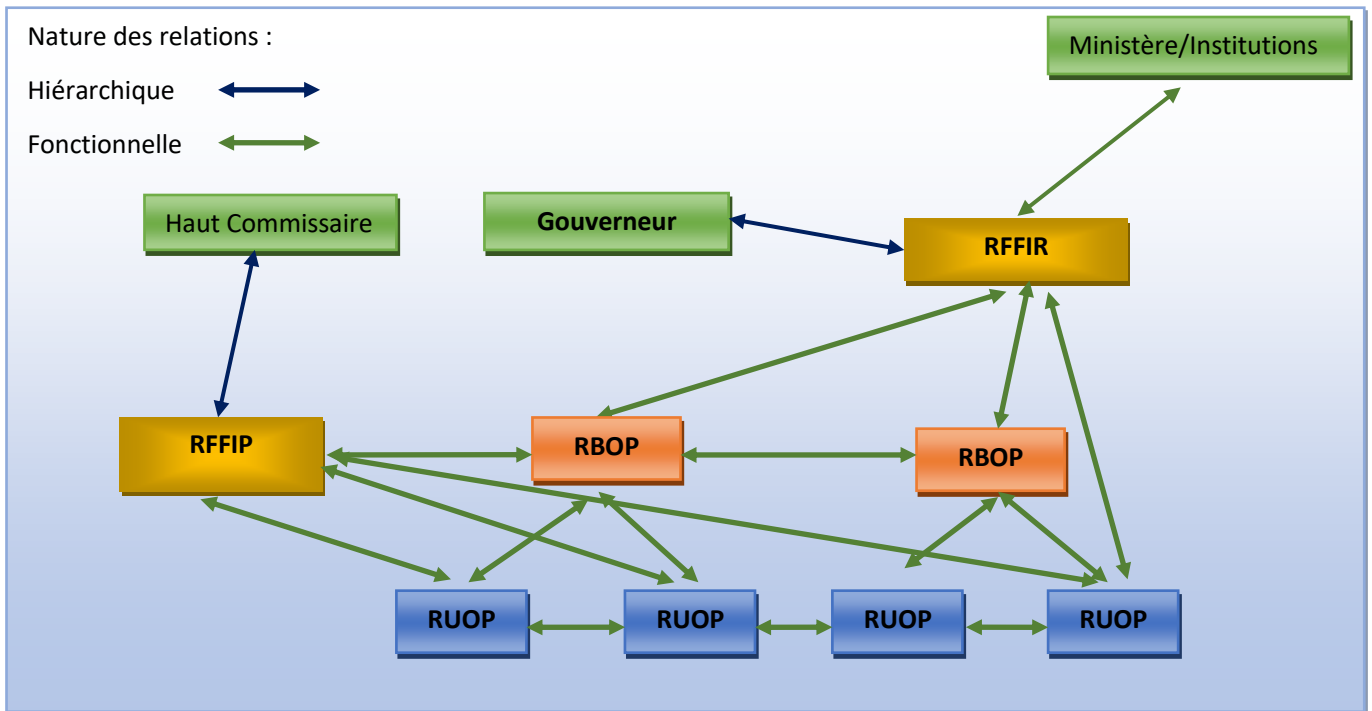 Nature des relations :
Ministère/Institutions
Hiérarchique
Fonctionnelle
Haut Commissaire
Gouverneur
RFFIR
RFFIP
RBOP
RBOP
RUOP
RUOP
RUOP
RUOP